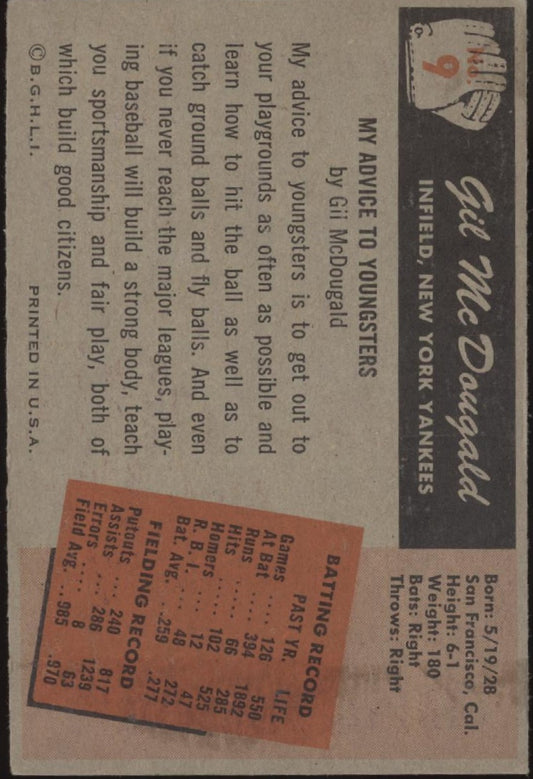 No.
9
Gil McDougald
INFIELD, NEW YORK YANKEES
Born: 5/19/28
San Francisco, Cal.
Height: 6-1
Weight: 180
Bats: Right
Throws: Right
MY ADVICE TO YOUNGSTERS
by Gii McDougald
My advice to youngsters is to get out to
your playgrounds as often as possible and
learn how to hit the ball as well as to
catch ground balls and fly balls. And even
if you never reach the major leagues, play-
ing baseball will build a strong body, teach
you sportsmanship and fair play, both of
which build good citizens.
©B.G.H.L.I. PRINTED IN U.S.A.
BATTING RECORD
PAST YR. LIFE
Games .... 126 550
At Bat .... 394 1892
Runs .... 66 285
Hits .... 102 525
Homers .... 12 47
R. B. I. .... 48 272
Bat. Avg. .. .259 .277
FIELDING RECORD
Putouts .... 240 817
Assists .... 286 1239
Errors .... 8 63
Field Avg. .. .985 .970